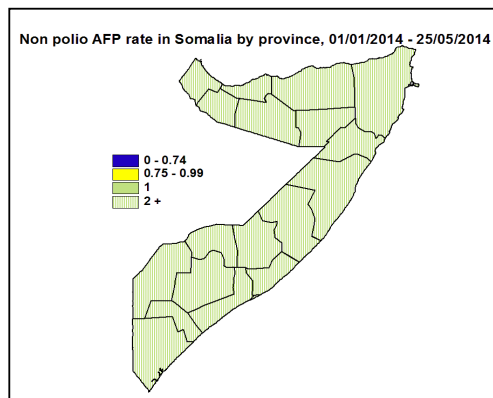 Non polio AFP rate in Somalia by province, 01/01/2014 - 25/05/2014
0 - 0.74
0.75 - 0.99
1
2 +